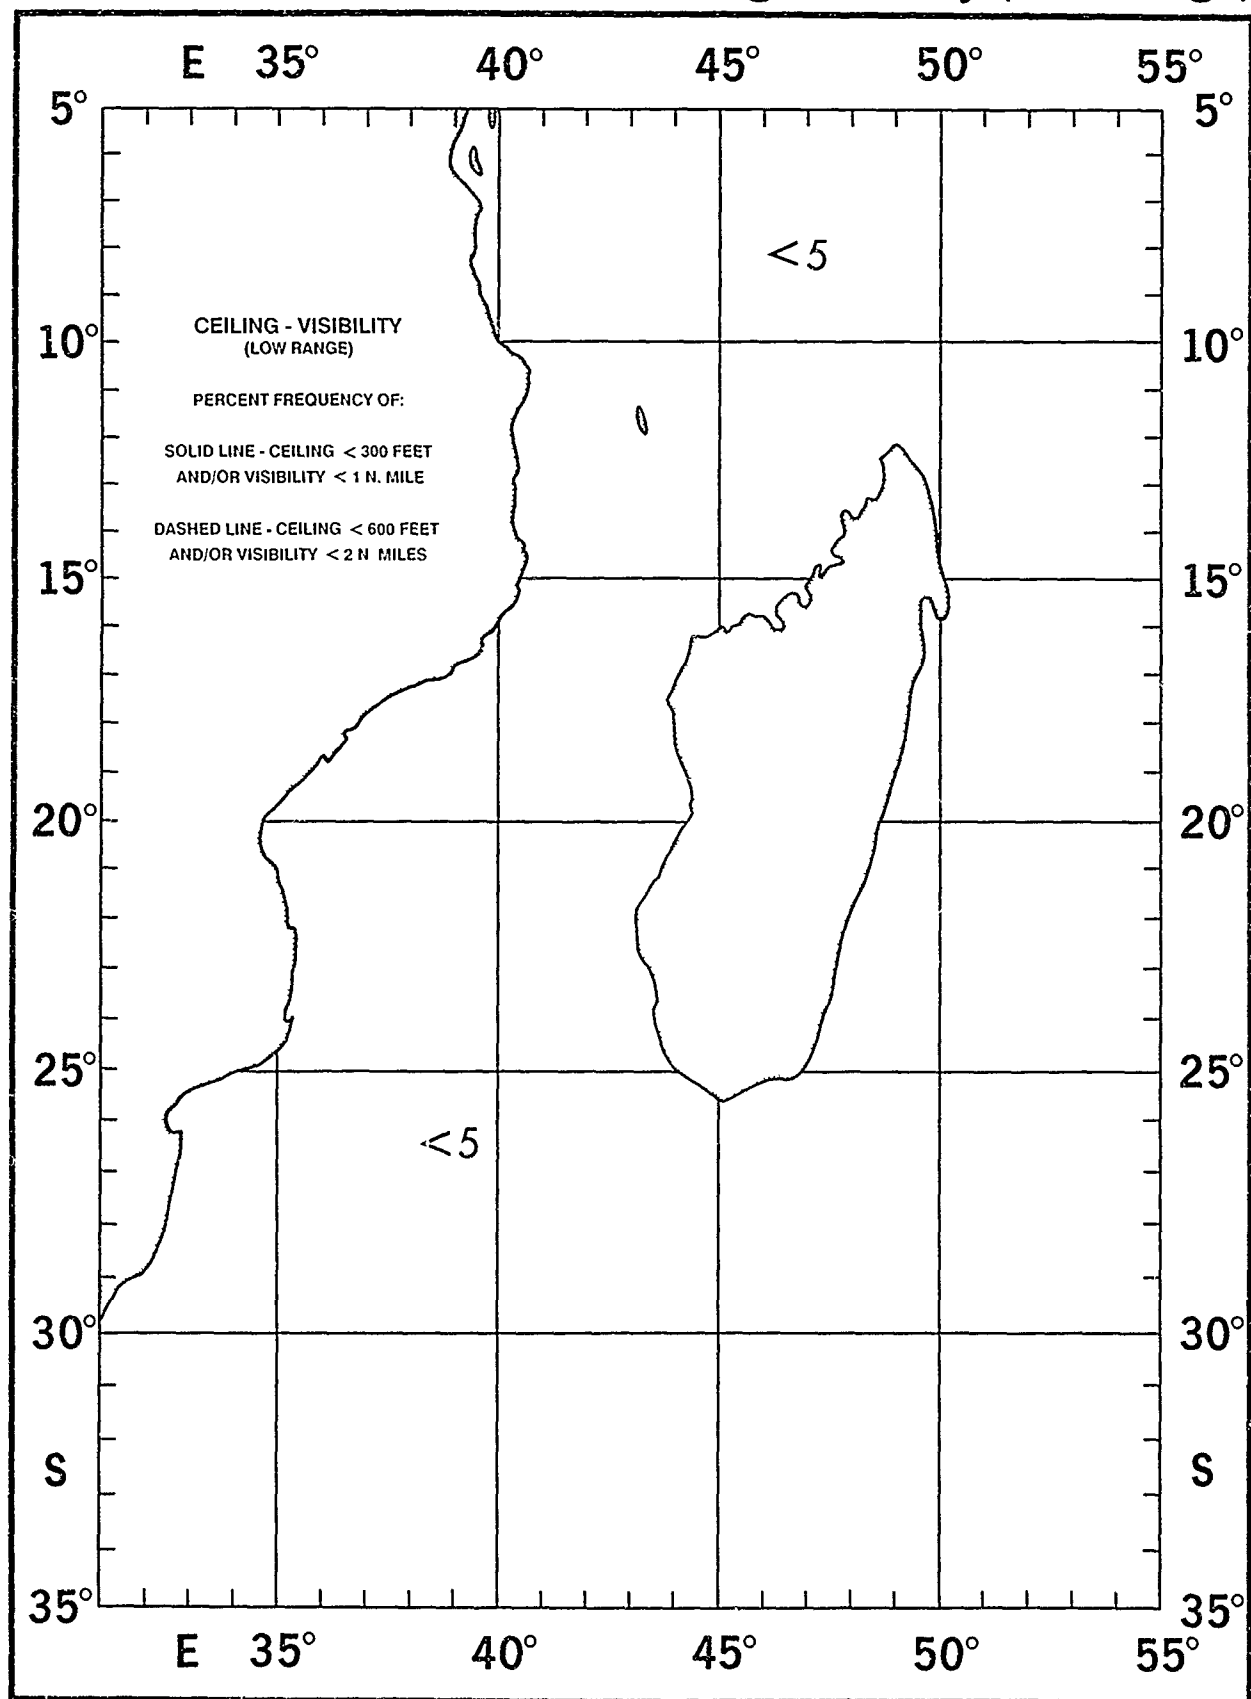 E 35° 40° 45° 50° 55°
5° 5°
<5
CEILING - VISIBILITY
(LOW RANGE)
10° 10°
PERCENT FREQUENCY OF:
SOLID LINE - CEILING < 300 FEET
AND/OR VISIBILITY < 1 N. MILE
DASHED LINE - CEILING < 600 FEET
AND/OR VISIBILITY < 2 N MILES
15° 15°
20° 20°
25° 25°
<5
30° 30°
S S
35° 35°
E 35° 40° 45° 50° 55°